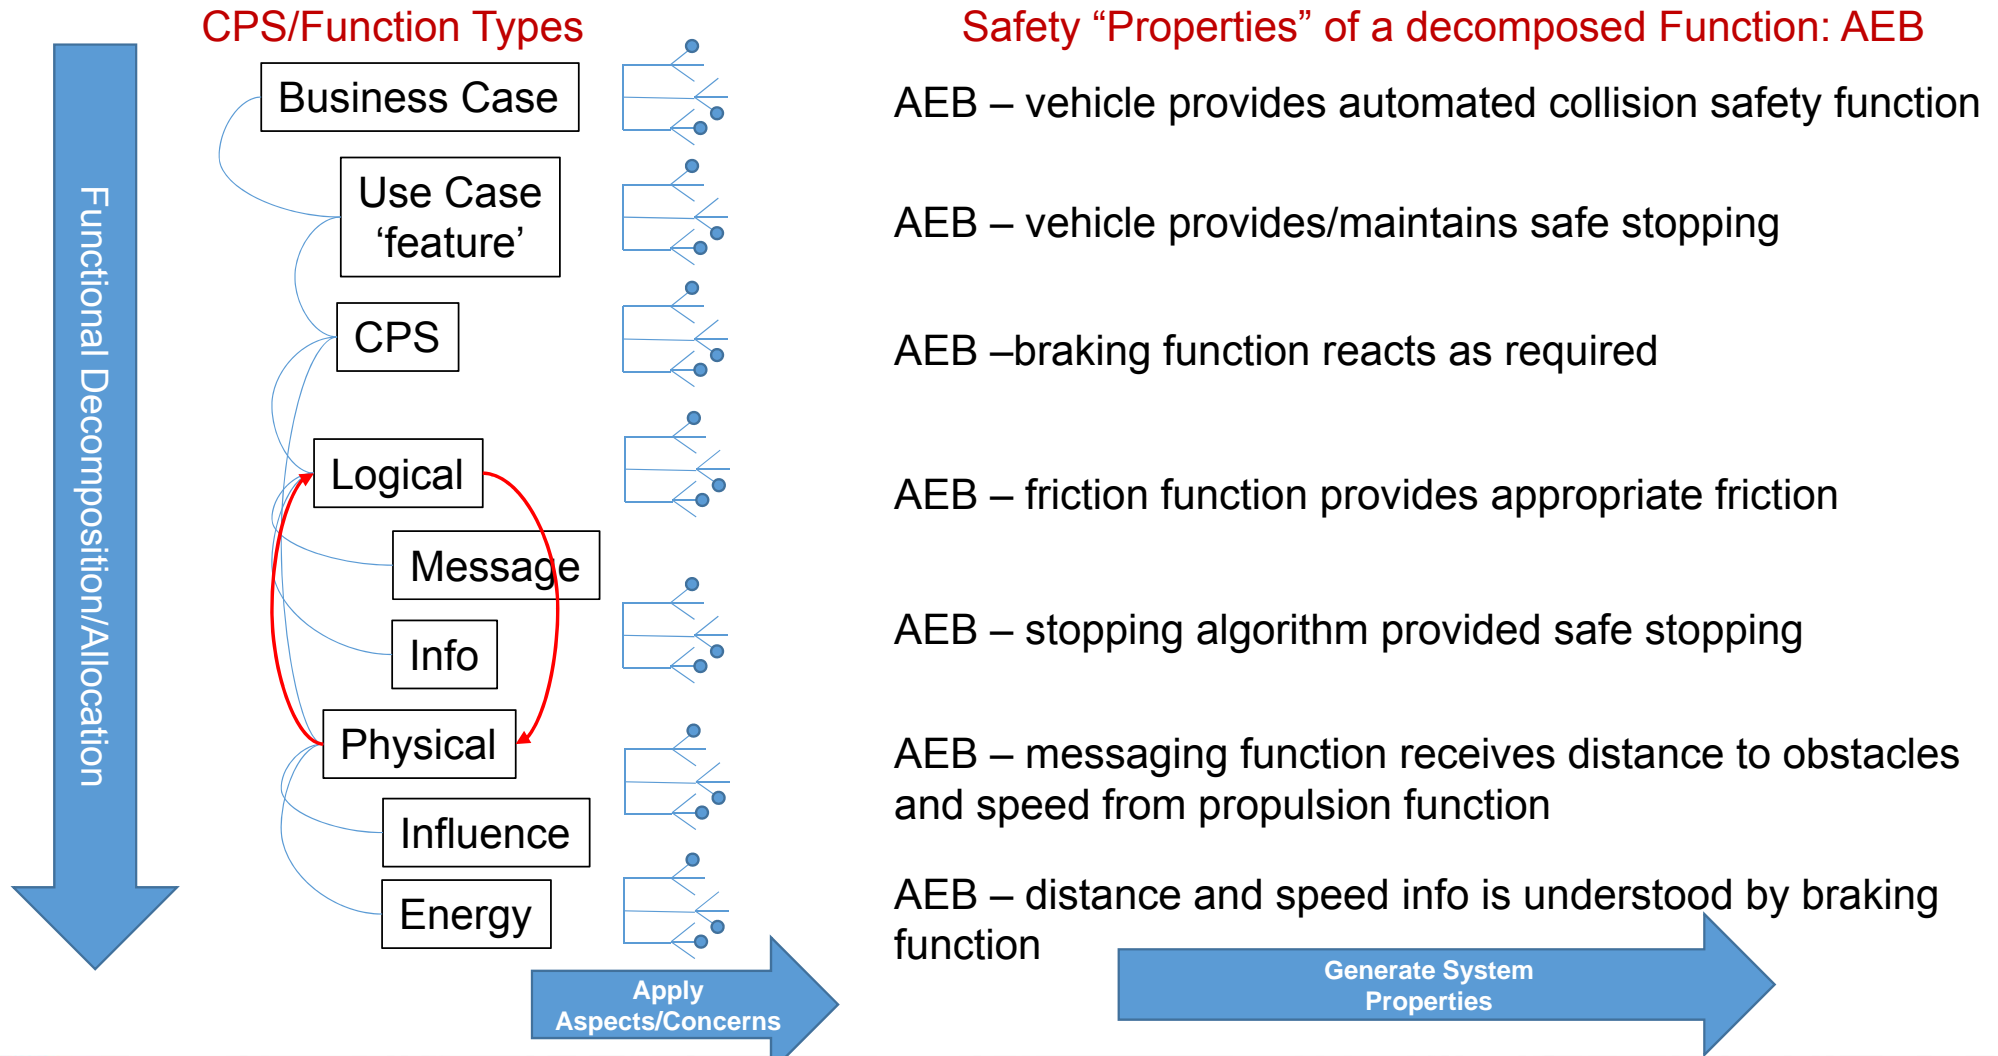 CPS/Function Types
Safety “Properties” of a decomposed Function: AEB
Functional Decomposition/Allocation
Business Case
AEB – vehicle provides automated collision safety function
Use Case
‘feature’
AEB – vehicle provides/maintains safe stopping
CPS
AEB –braking function reacts as required
Logical
AEB – friction function provides appropriate friction
Message
Info
AEB – stopping algorithm provided safe stopping
Physical
AEB – messaging function receives distance to obstacles
and speed from propulsion function
Influence
Energy
AEB – distance and speed info is understood by braking
function
Apply
Aspects/Concerns
Generate System
Properties